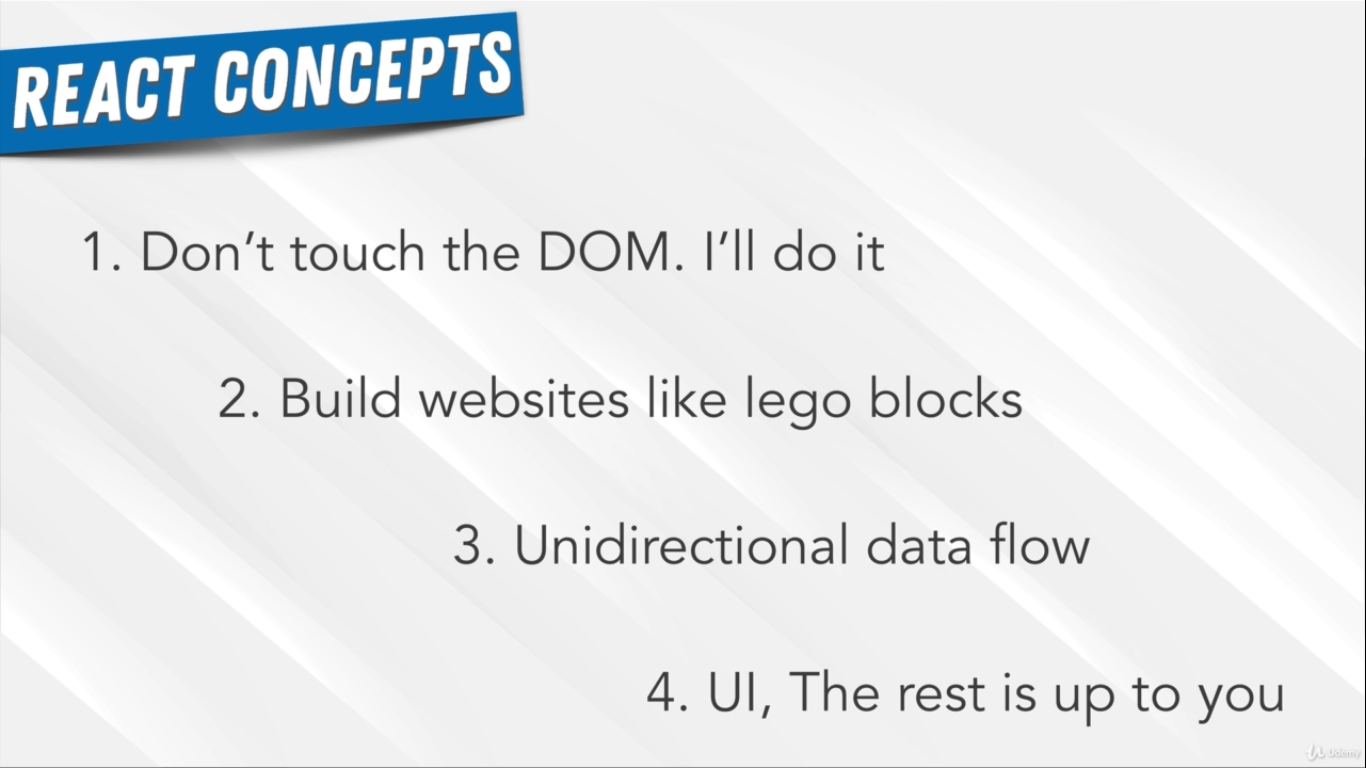 REACT CONCEPTS
1. Don’t touch the DOM. I’ll do it
2. Build websites like lego blocks
3. Unidirectional data flow
4. UI, The rest is up to you
Udemy